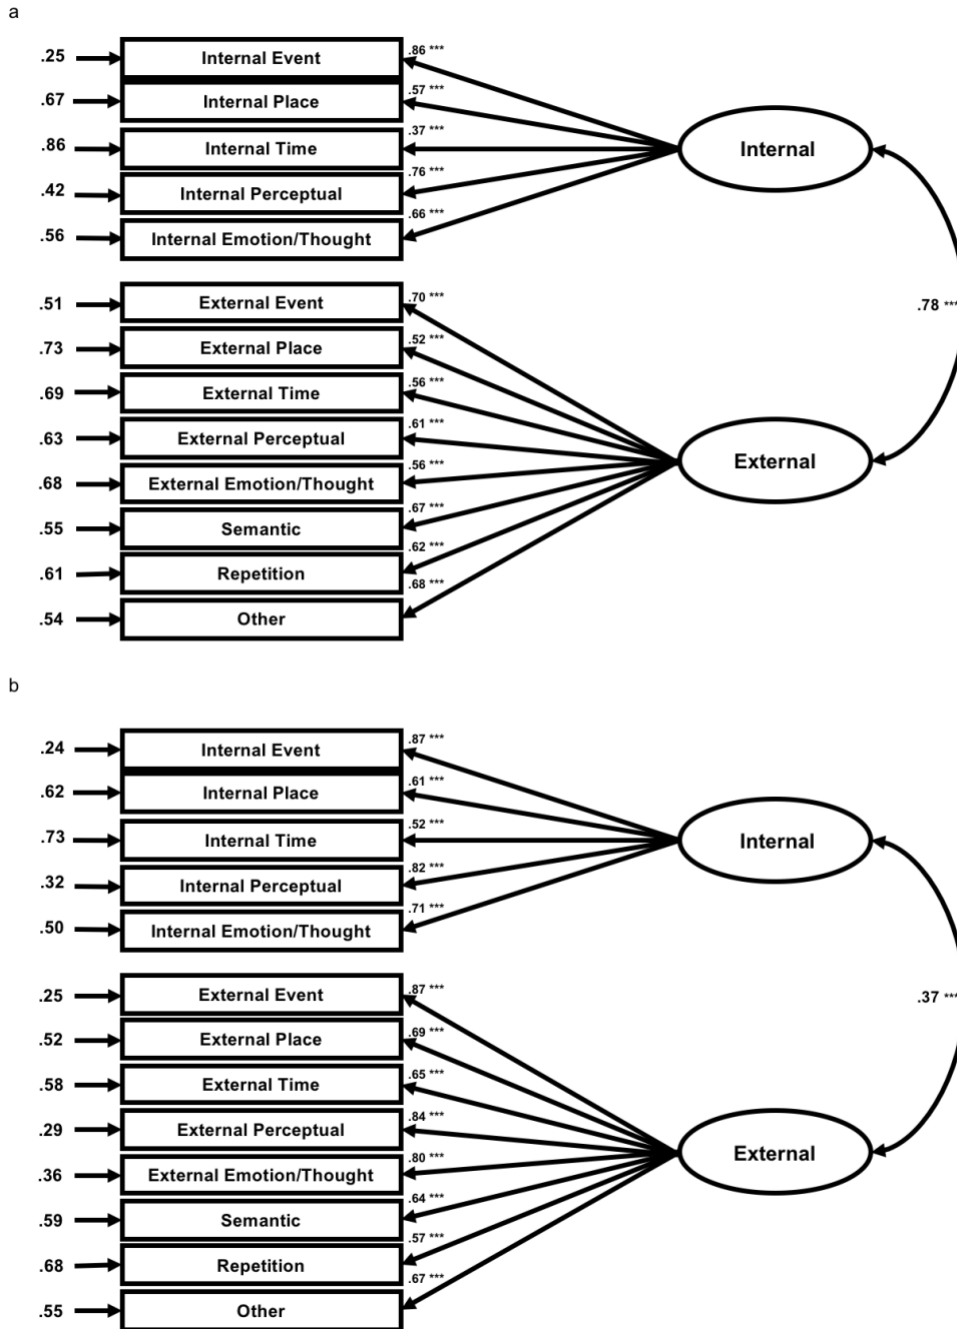 a
.25 Internal Event .86 ***
.67 Internal Place .57 ***
.86 Internal Time .37 ***
.42 Internal Perceptual .76 ***
.56 Internal Emotion/Thought .66 ***
Internal
.78 ***
.51 External Event .70 ***
.73 External Place .52 ***
.69 External Time .56 ***
.63 External Perceptual .61 ***
.68 External Emotion/Thought .56 ***
.55 Semantic .67 ***
.61 Repetition .62 ***
.54 Other .68 ***
External
b
.24 Internal Event .87 ***
.62 Internal Place .61 ***
.73 Internal Time .52 ***
.32 Internal Perceptual .82 ***
.50 Internal Emotion/Thought .71 ***
Internal
.37 ***
.25 External Event .87 ***
.52 External Place .69 ***
.58 External Time .65 ***
.29 External Perceptual .84 ***
.36 External Emotion/Thought .80 ***
.59 Semantic .64 ***
.68 Repetition .57 ***
.55 Other .67 ***
External